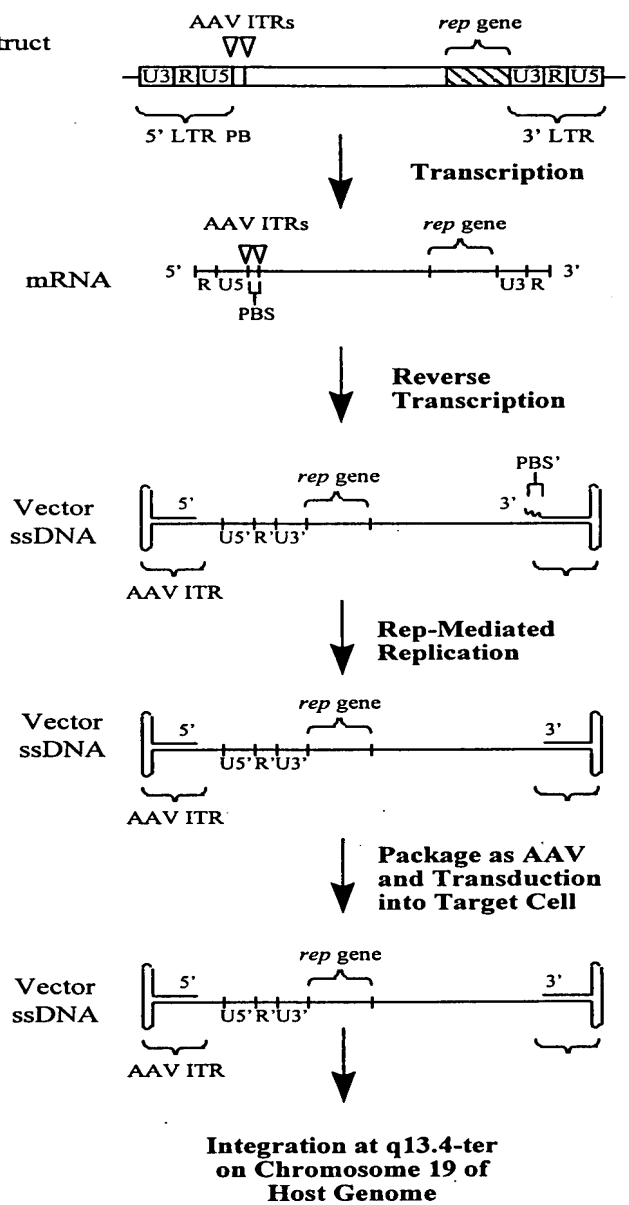 AAV ITRs
rep gene
U3 R U5 U3 R U5
5' LTR PB 3' LTR
Transcription
AAV ITRs
rep gene
mRNA 5' 3'
R U5 U3 R
PBS
Reverse
Transcription
PBS'
rep gene
Vector 5' 3'
ssDNA
U5' R' U3'
AAV ITR
Rep-Mediated
Replication
rep gene
Vector 5' 3'
ssDNA
U5' R' U3'
AAV ITR
Package as AAV
and Transduction
into Target Cell
rep gene
Vector 5' 3'
ssDNA
U5' R' U3'
AAV ITR
Integration at q13.4-ter
on Chromosome 19 of
Host Genome